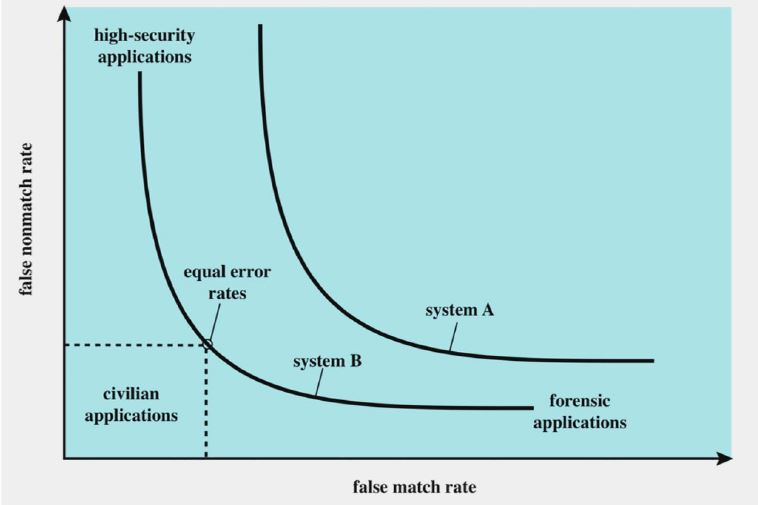 high-security
applications
false nonmatch rate
equal error
rates
system A
system B
civilian
applications
forensic
applications
false match rate